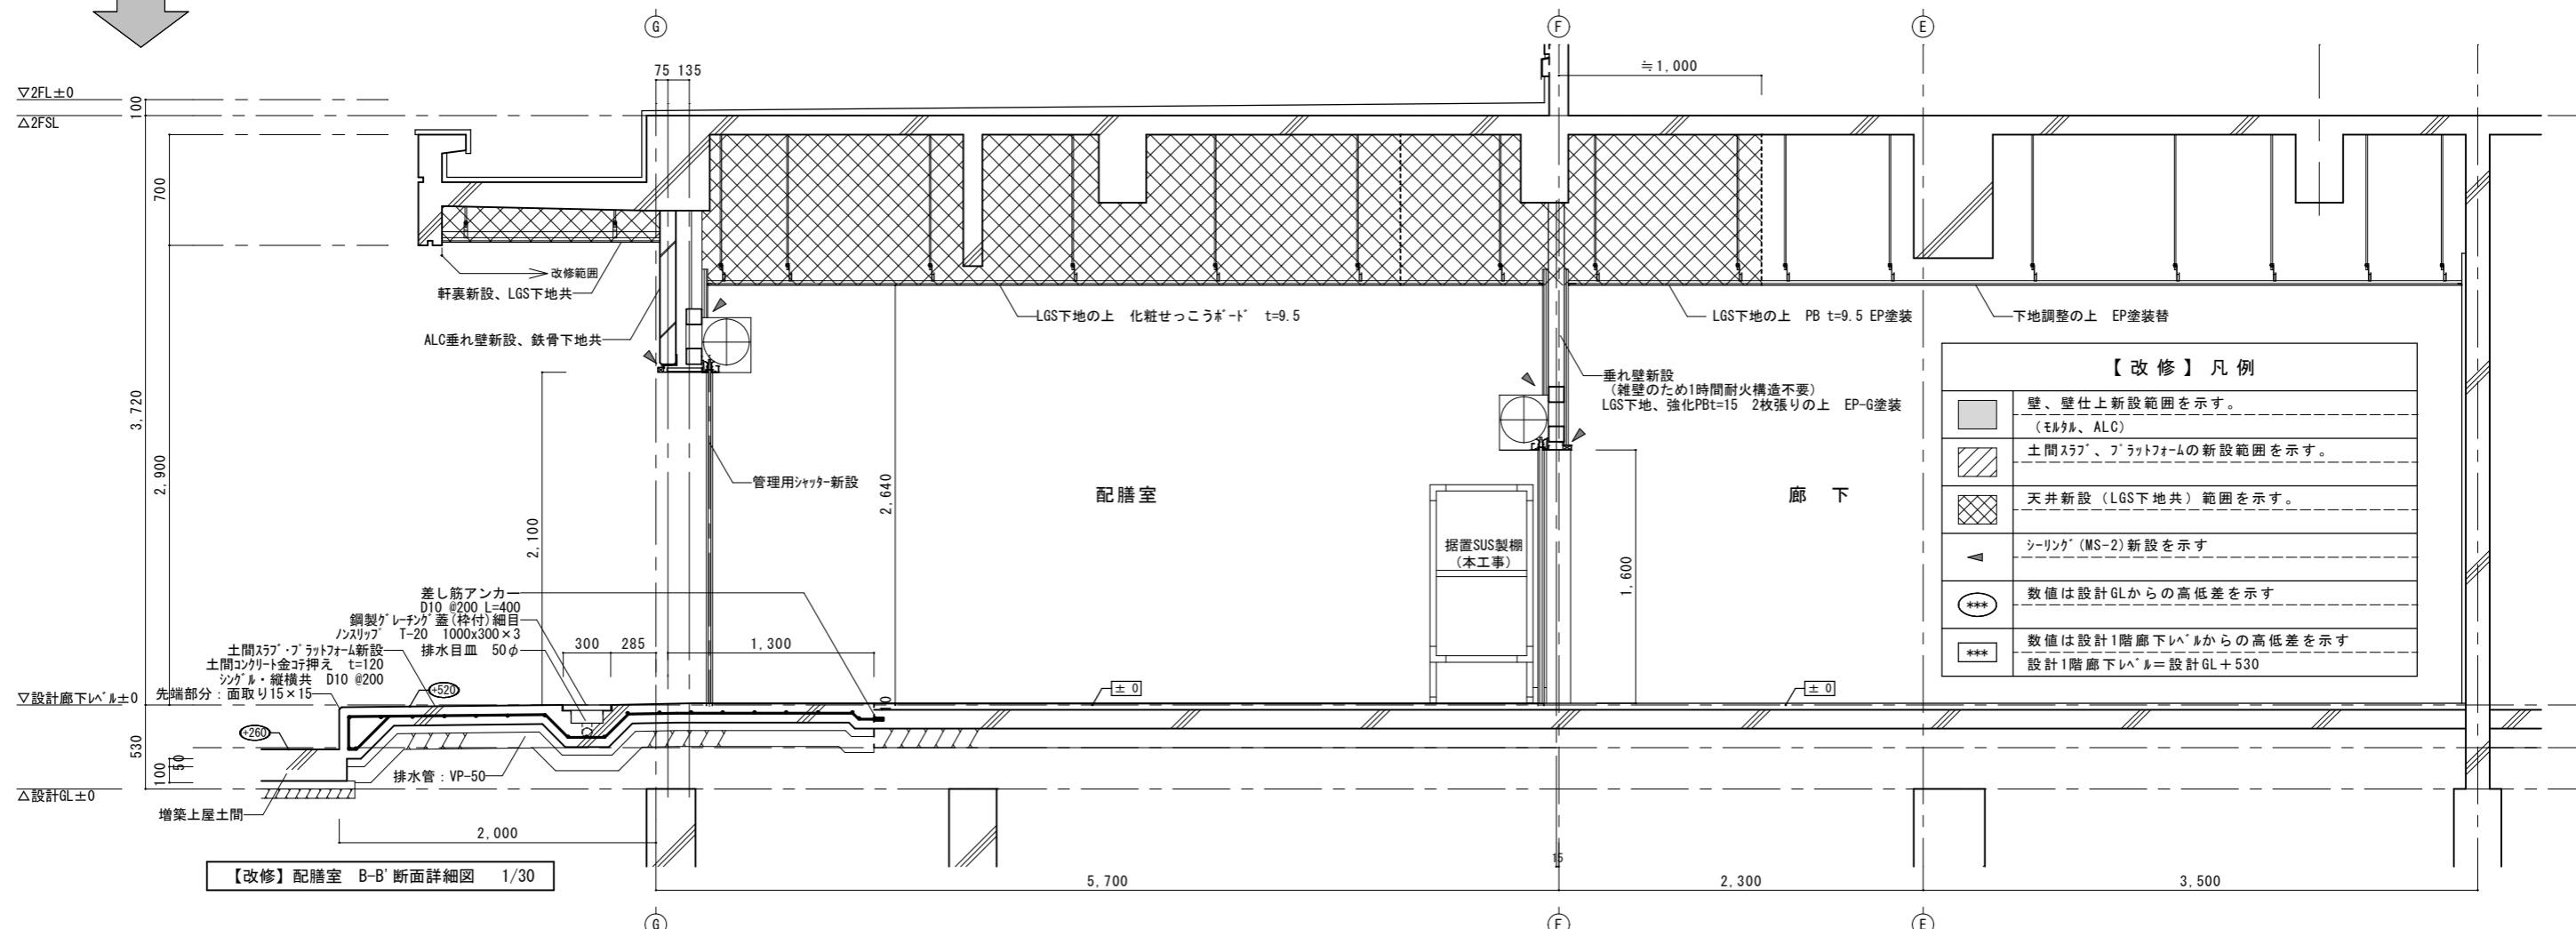 G
F
E
75 135
≒1,000
▽2FL±0
100
△2FSL
700
改修範囲
軒裏新設、LGS下地共
LGS下地の上 化粧せっこうボード t=9.5
LGS下地の上 PB t=9.5 EP塗装
下地調整の上 EP塗装替
ALC垂れ壁新設、鉄骨下地共
垂れ壁新設
(雑壁のため1時間耐火構造不要)
LGS下地、強化PBt=15 2枚張りの上 EP-G塗装
3,720
2,900
2,100
2,640
1,600
管理用シャッター新設
配膳室
廊 下
据置SUS製棚
(本工事)
【改修】凡例
壁、壁仕上新設範囲を示す。
(モルタル、ALC)
土間スラブ、プラットフォームの新設範囲を示す。
天井新設(LGS下地共)範囲を示す。
シーリング(MS-2)新設を示す
***
数値は設計GLからの高低差を示す
***
数値は設計1階廊下レベルからの高低差を示す
設計1階廊下レベル=設計GL+530
差し筋アンカー
D10 @200 L=400
鋼製グレーチング蓋(枠付)細目
ノンスリップ T-20 1000x300×3
排水目皿 50φ
300
285
1,300
土間スラブ・プラットフォーム新設
土間コンクリート金コテ押え t=120
シングル・縦横共 D10 @200
先端部分:面取り15×15
▽設計廊下レベル±0
+520
± 0
± 0
+260
530
100
50
排水管:VP-50
△設計GL±0
増築上屋土間
2,000
15
【改修】配膳室 B-B'断面詳細図 1/30
5,700
2,300
3,500
G
F
E